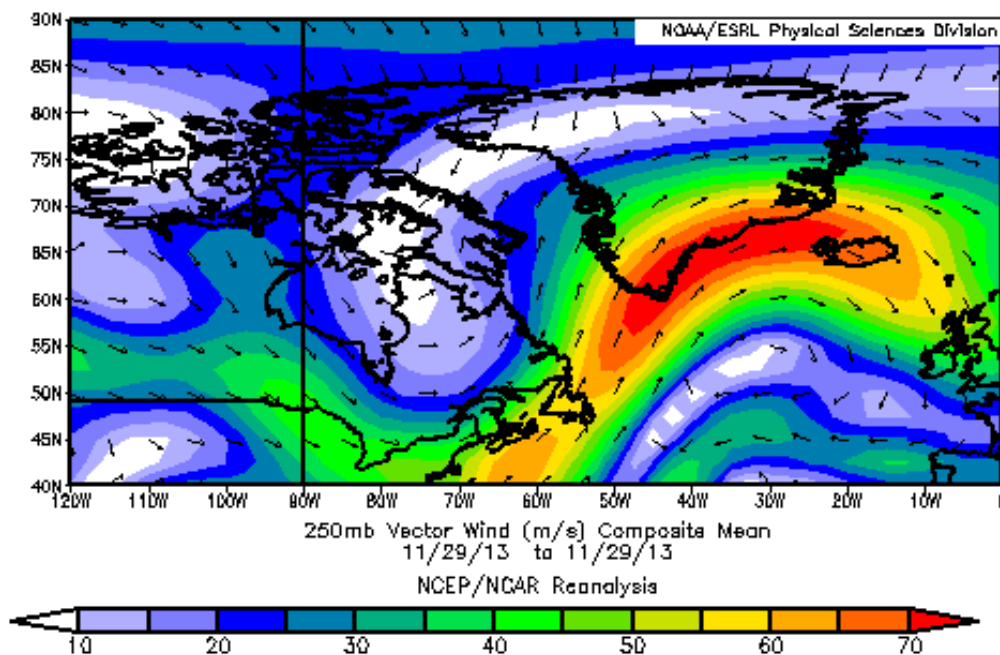 90N
NOAA/ESRL Physical Sciences Division
85N
80N
75N
70N
65N
60N
55N
50N
45N
40N
120W 110W 100W 90W 80W 70W 60W 50W 40W 30W 20W 10W 0
250mb Vector Wind (m/s) Composite Mean
11/29/13 to 11/29/13
NCEP/NCAR Reanalysis
10 20 30 40 50 60 70